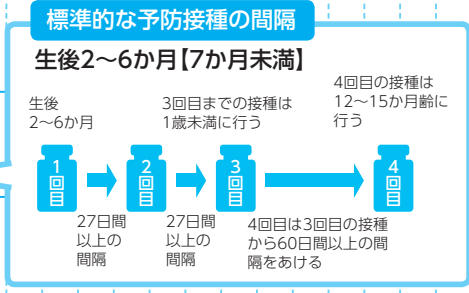 標準的な予防接種の間隔
生後2〜6か月【7か月未満】
生後
2〜6か月
3回目までの接種は
1歳未満に行う
4回目の接種は
12〜15か月齢に
行う
1回目
2回目
3回目
4回目
27日間
以上の
間隔
27日間
以上の
間隔
4回目は3回目の接種
から60日間以上の間
隔をあける